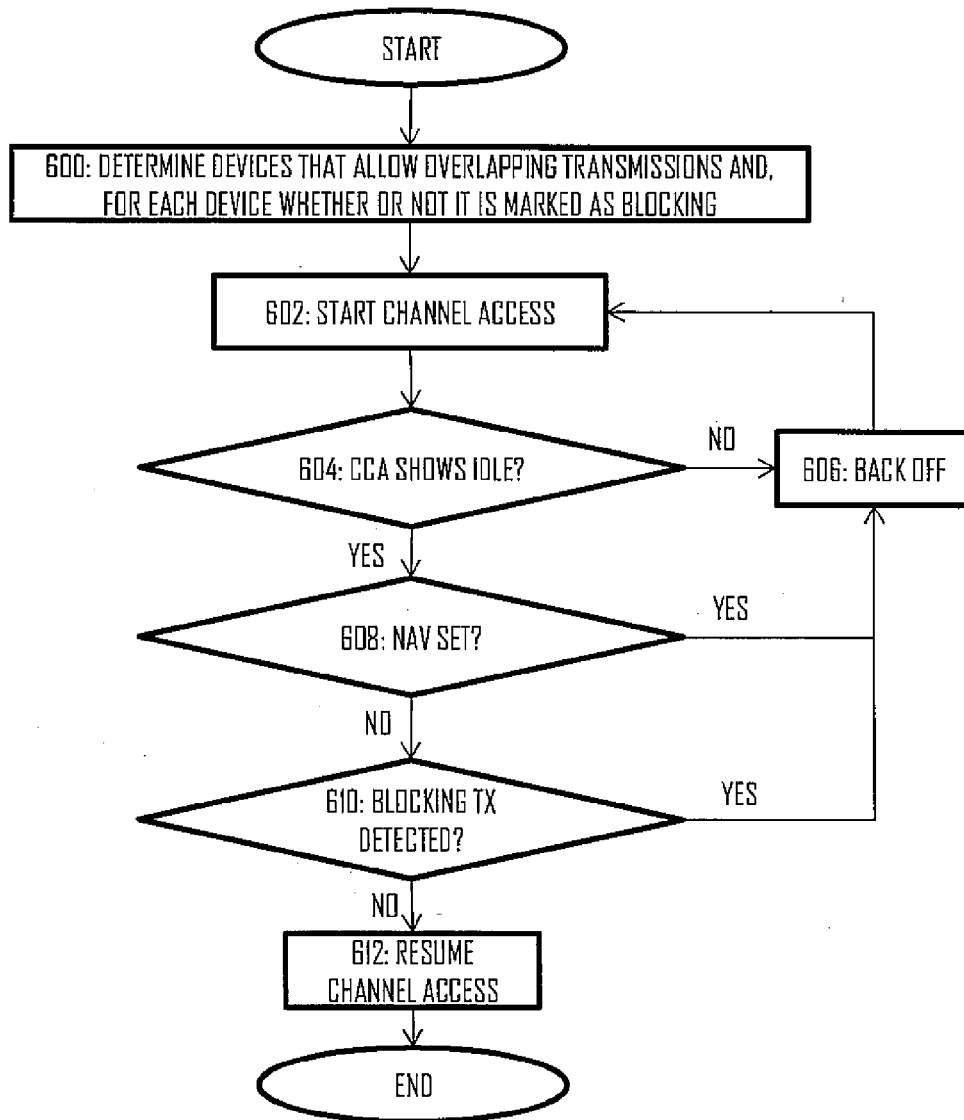 START
600: DETERMINE DEVICES THAT ALLOW OVERLAPPING TRANSMISSIONS AND,
FOR EACH DEVICE WHETHER OR NOT IT IS MARKED AS BLOCKING
602: START CHANNEL ACCESS
604: CCA SHOWS IDLE?
NO
606: BACK OFF
YES
608: NAV SET?
YES
NO
610: BLOCKING TX
DETECTED?
YES
NO
612: RESUME
CHANNEL ACCESS
END